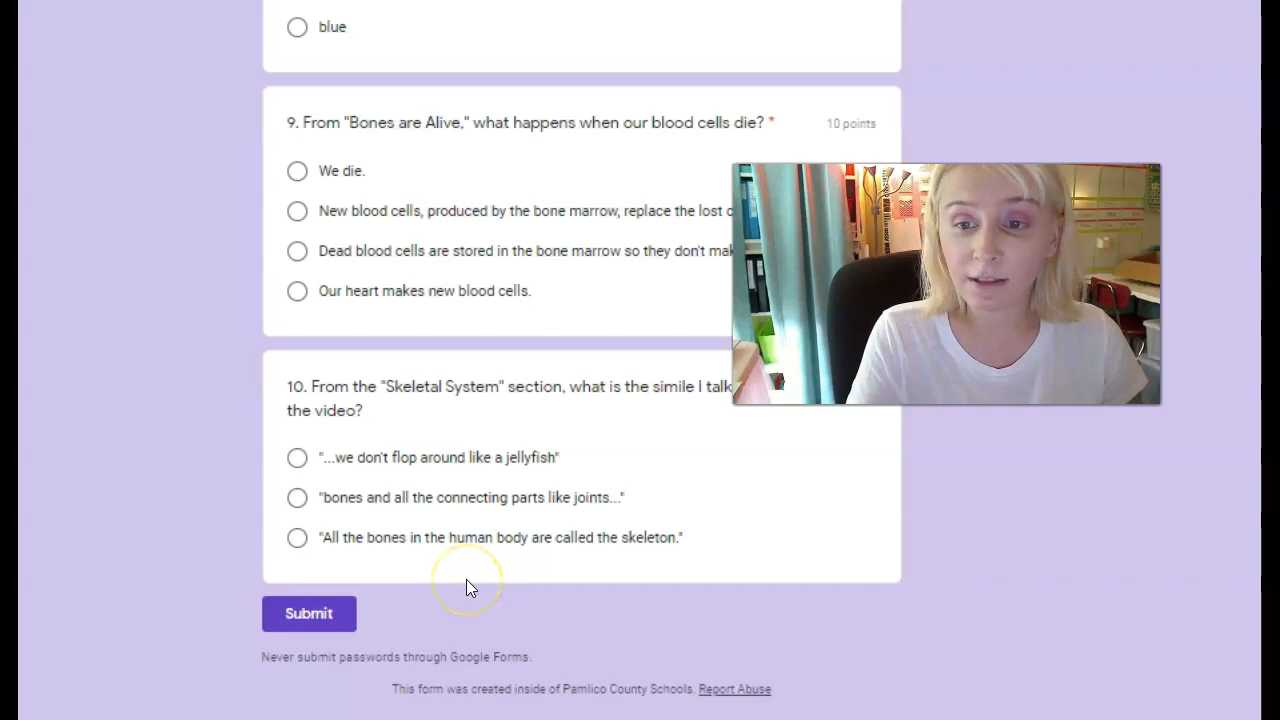 blue
9. From "Bones are Alive," what happens when our blood cells die? *
10 points
We die.
New blood cells, produced by the bone marrow, replace the lost
Dead blood cells are stored in the bone marrow so they don't
Our heart makes new blood cells.
10. From the "Skeletal System" section, what is the simile I
the video?
"...we don't flop around like a jellyfish"
"bones and all the connecting parts like joints..."
"All the bones in the human body are called the skeleton."
Submit
Never submit passwords through Google Forms.
This form was created inside of Pamlico County Schools. Report Abuse